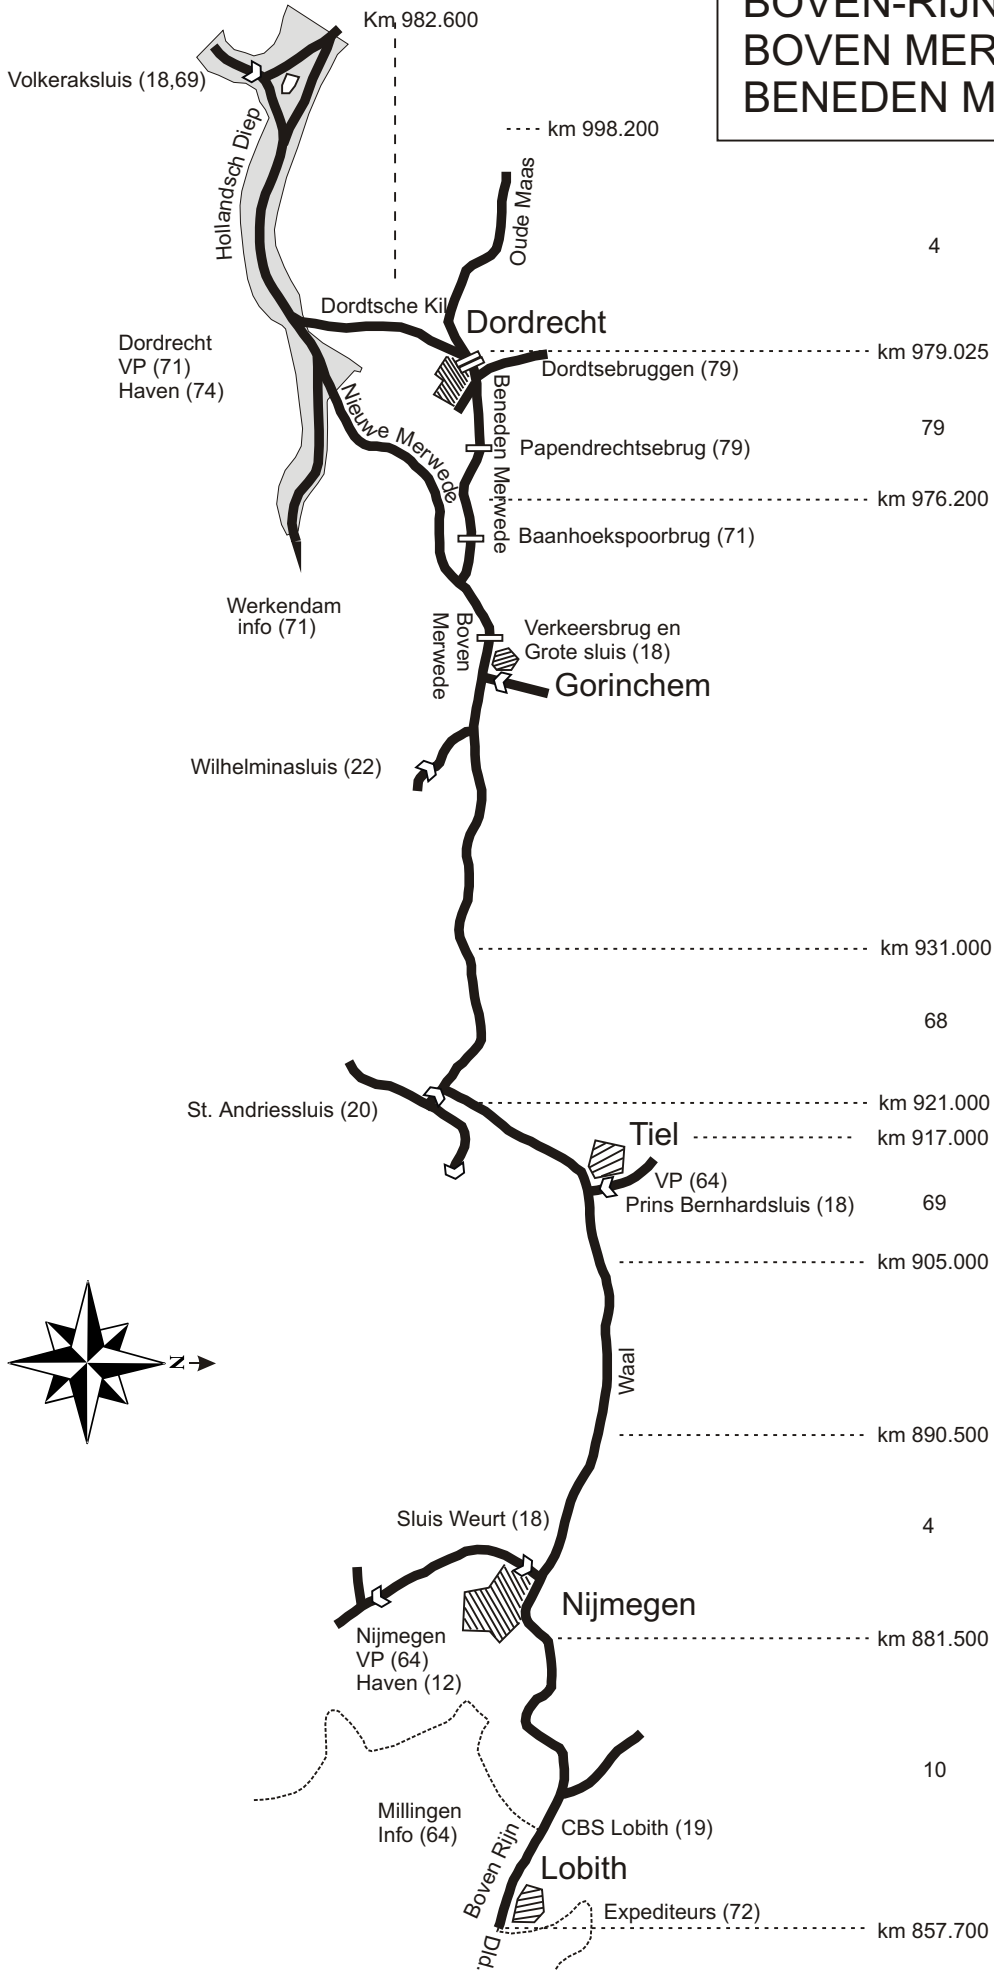 BOVEN-RIJN
BOVEN MER
BENEDEN M
Km 982.600
Volkeraksluis (18,69)
km 998.200
Hollandsch Diep
Oude Maas
4
Dordtsche Kil
Dordrecht
Dordrecht
VP (71)
Haven (74)
km 979.025
Dordtsebruggen (79)
Nieuwe Merwede
Beneden Merwede
79
Papendrechtsebrug (79)
km 976.200
Baanhoekspoorbrug (71)
Werkendam
info (71)
Boven
Merwede
Verkeersbrug en
Grote sluis (18)
Gorinchem
Wilhelminasluis (22)
km 931.000
68
St. Andriessluis (20)
km 921.000
Tiel
km 917.000
VP (64)
Prins Bernhardsluis (18)
69
km 905.000
N
Waal
km 890.500
Sluis Weurt (18)
4
Nijmegen
Nijmegen
VP (64)
Haven (12)
km 881.500
10
Millingen
Info (64)
CBS Lobith (19)
Boven Rijn
Lobith
Expediteurs (72)
km 857.700
Dld.